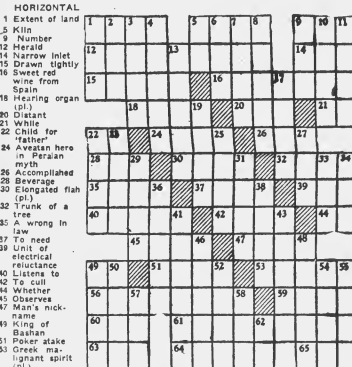 HORIZONTAL
1 Extent of land
5 Kiln
9 Number
12 Herald
14 Narrow inlet
15 Drawn tightly
16 Sweet red
wine from
Spain
18 Hearing organ
(pl.)
20 Distant
21 While
22 Child for
'father'
24 Avestan hero
in Persian
myth
26 Accomplished
28 Beverage
30 Elongated fish
(pl.)
32 Trunk of a
tree
35 A wrong in
law
37 To need
39 Unit of
electrical
reluctance
40 Listens to
42 To cull
44 Whether
45 Observes
47 Man's nick-
name
49 King of
Bashan
51 Poker stake
53 Greek ma-
lignant spirit
(pl.)
1 2 3 4 5 6 7 8 9 10 11
12 13 14
15 16 17
18 19 20 21
22 23 24 25 26 27
28 29 30 31 32 33 34
35 36 37 38 39
40 41 42 43 44
45 46 47 48
49 50 51 52 53 54 55
56 57 58 59
60 61 62
63 64 65